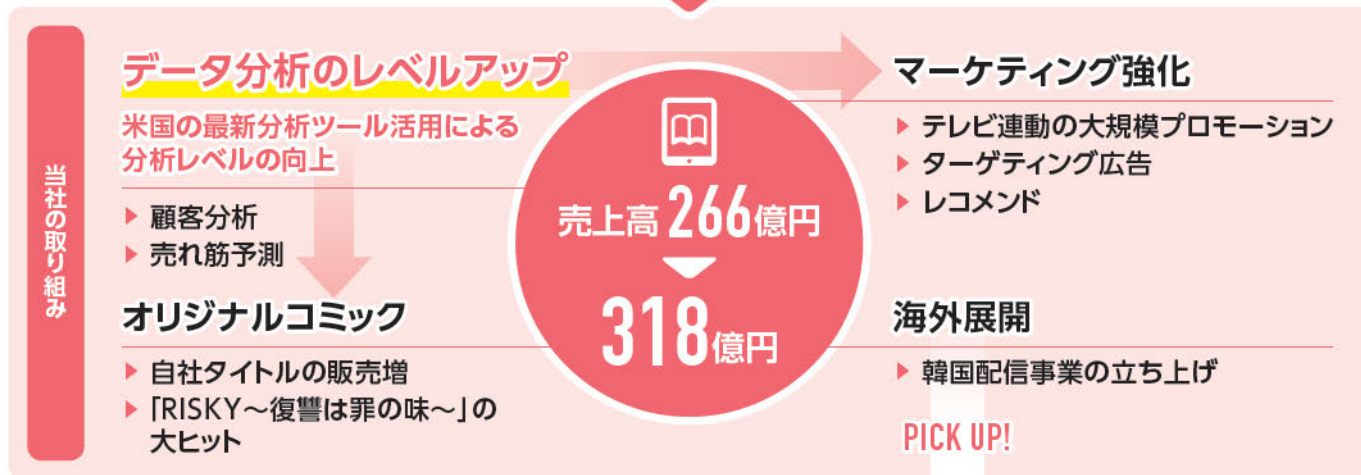 当社の取り組み
データ分析のレベルアップ
米国の最新分析ツール活用による
分析レベルの向上
▶ 顧客分析
▶ 売れ筋予測
オリジナルコミック
▶ 自社タイトルの販売増
▶ 「RISKY～復讐は罪の味～」の
大ヒット
売上高266億円
318億円
マーケティング強化
▶ テレビ連動の大規模プロモーション
▶ ターゲティング広告
▶ レコメンド
海外展開
▶ 韓国配信事業の立ち上げ
PICK UP!